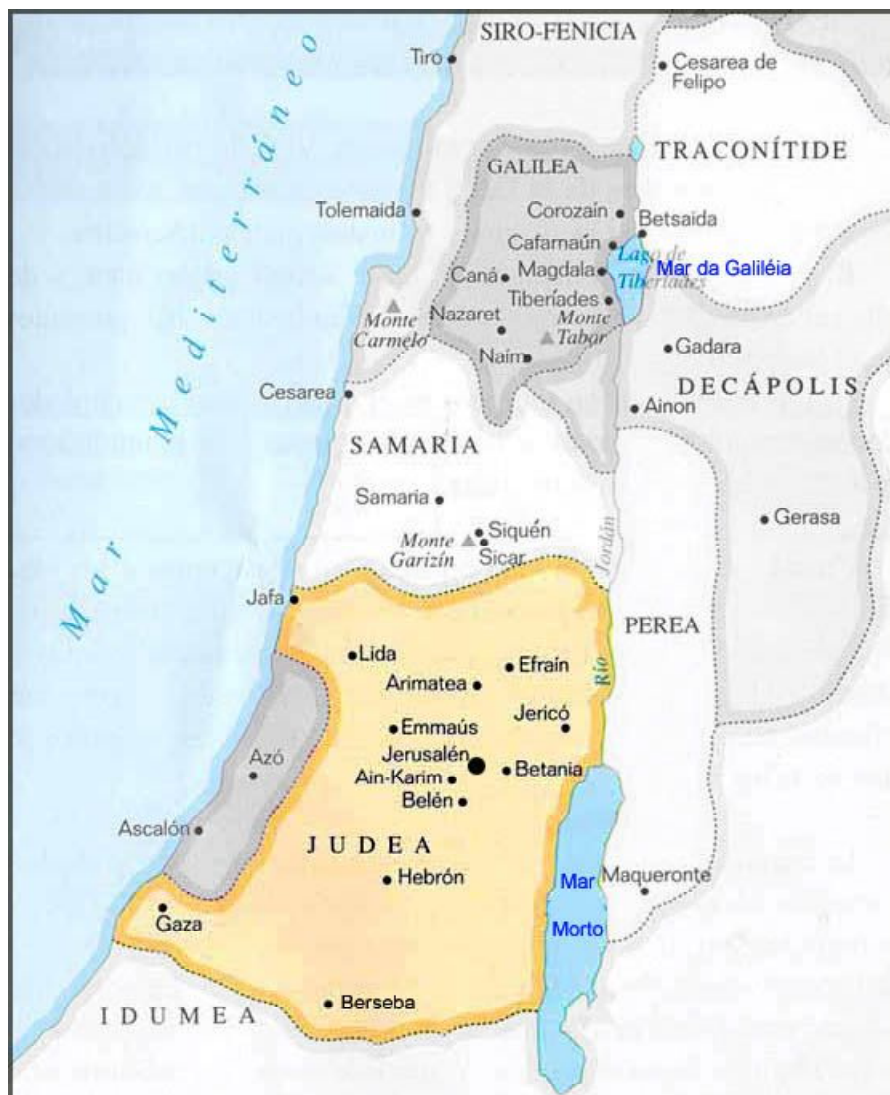 SIRO-FENICIA
Tiro
Cesarea de
Felipo
Mar Mediterráneo
TRACONÍTIDE
GALILEA
Tolemaida
Corozaín
Betsaida
Cafarnaún
Lago de
Tiberíades
Mar da Galiléia
Magdala
Caná
Tiberíades
Monte
Carmelo
Nazaret
Monte
Tabor
Naím
Gadara
Cesarea
DECÁPOLIS
Ainon
SAMARIA
Samaria
Siquén
Monte
Garizín
Sicar
Gerasa
Río Jordán
Jafa
PEREA
Lida
Efraín
Arimatea
Jericó
Emmaús
Jerusalén
Azó
Ain-Karim
Betania
Belén
Ascalón
JUDEA
Hebrón
Mar
Morto
Maqueronte
Gaza
Berseba
IDUMEA